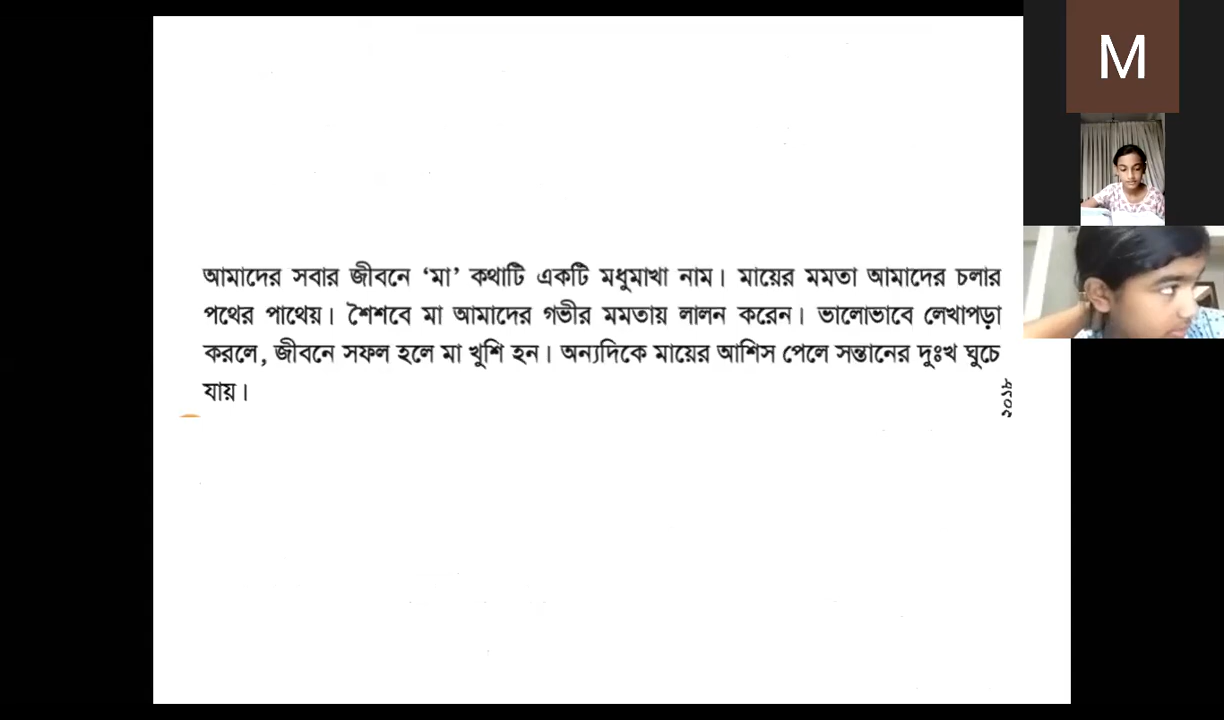 M
আমাদের সবার জীবনে ‘মা’ কথাটি একটি মধুমাখা নাম। মায়ের মমতা আমাদের চলার
পথের পাথেয়। শৈশবে মা আমাদের গভীর মমতায় লালন করেন। ভালোভাবে লেখাপড়া
করলে, জীবনে সফল হলে মা খুশি হন। অন্যদিকে মায়ের আশিস পেলে সন্তানের দুঃখ ঘুচে
যায়।
২০১৮